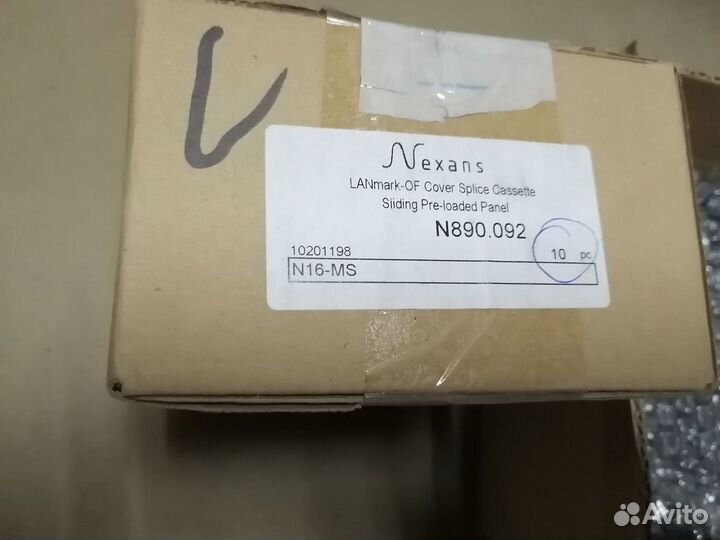 Nexans
LANmark-OF Cover Splice Cassette
Sliding Pre-loaded Panel
N890.092
10201198 10 pc
N16-MS
Avito